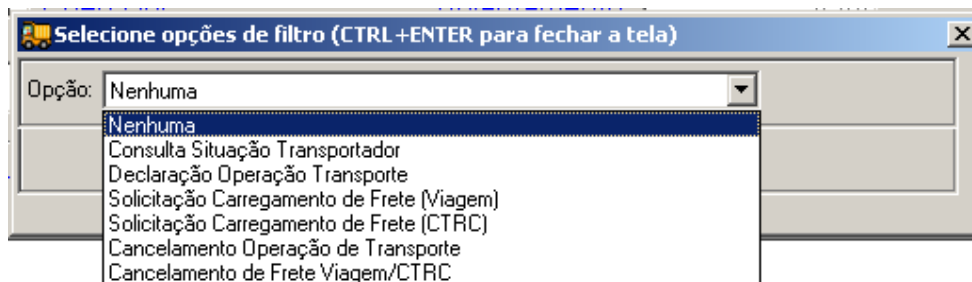 Selecione opções de filtro (CTRL+ENTER para fechar a tela)
Opção: Nenhuma
Nenhuma
Consulta Situação Transportador
Declaração Operação Transporte
Solicitação Carregamento de Frete (Viagem)
Solicitação Carregamento de Frete (CTRC)
Cancelamento Operação de Transporte
Cancelamento de Frete Viagem/CTRC